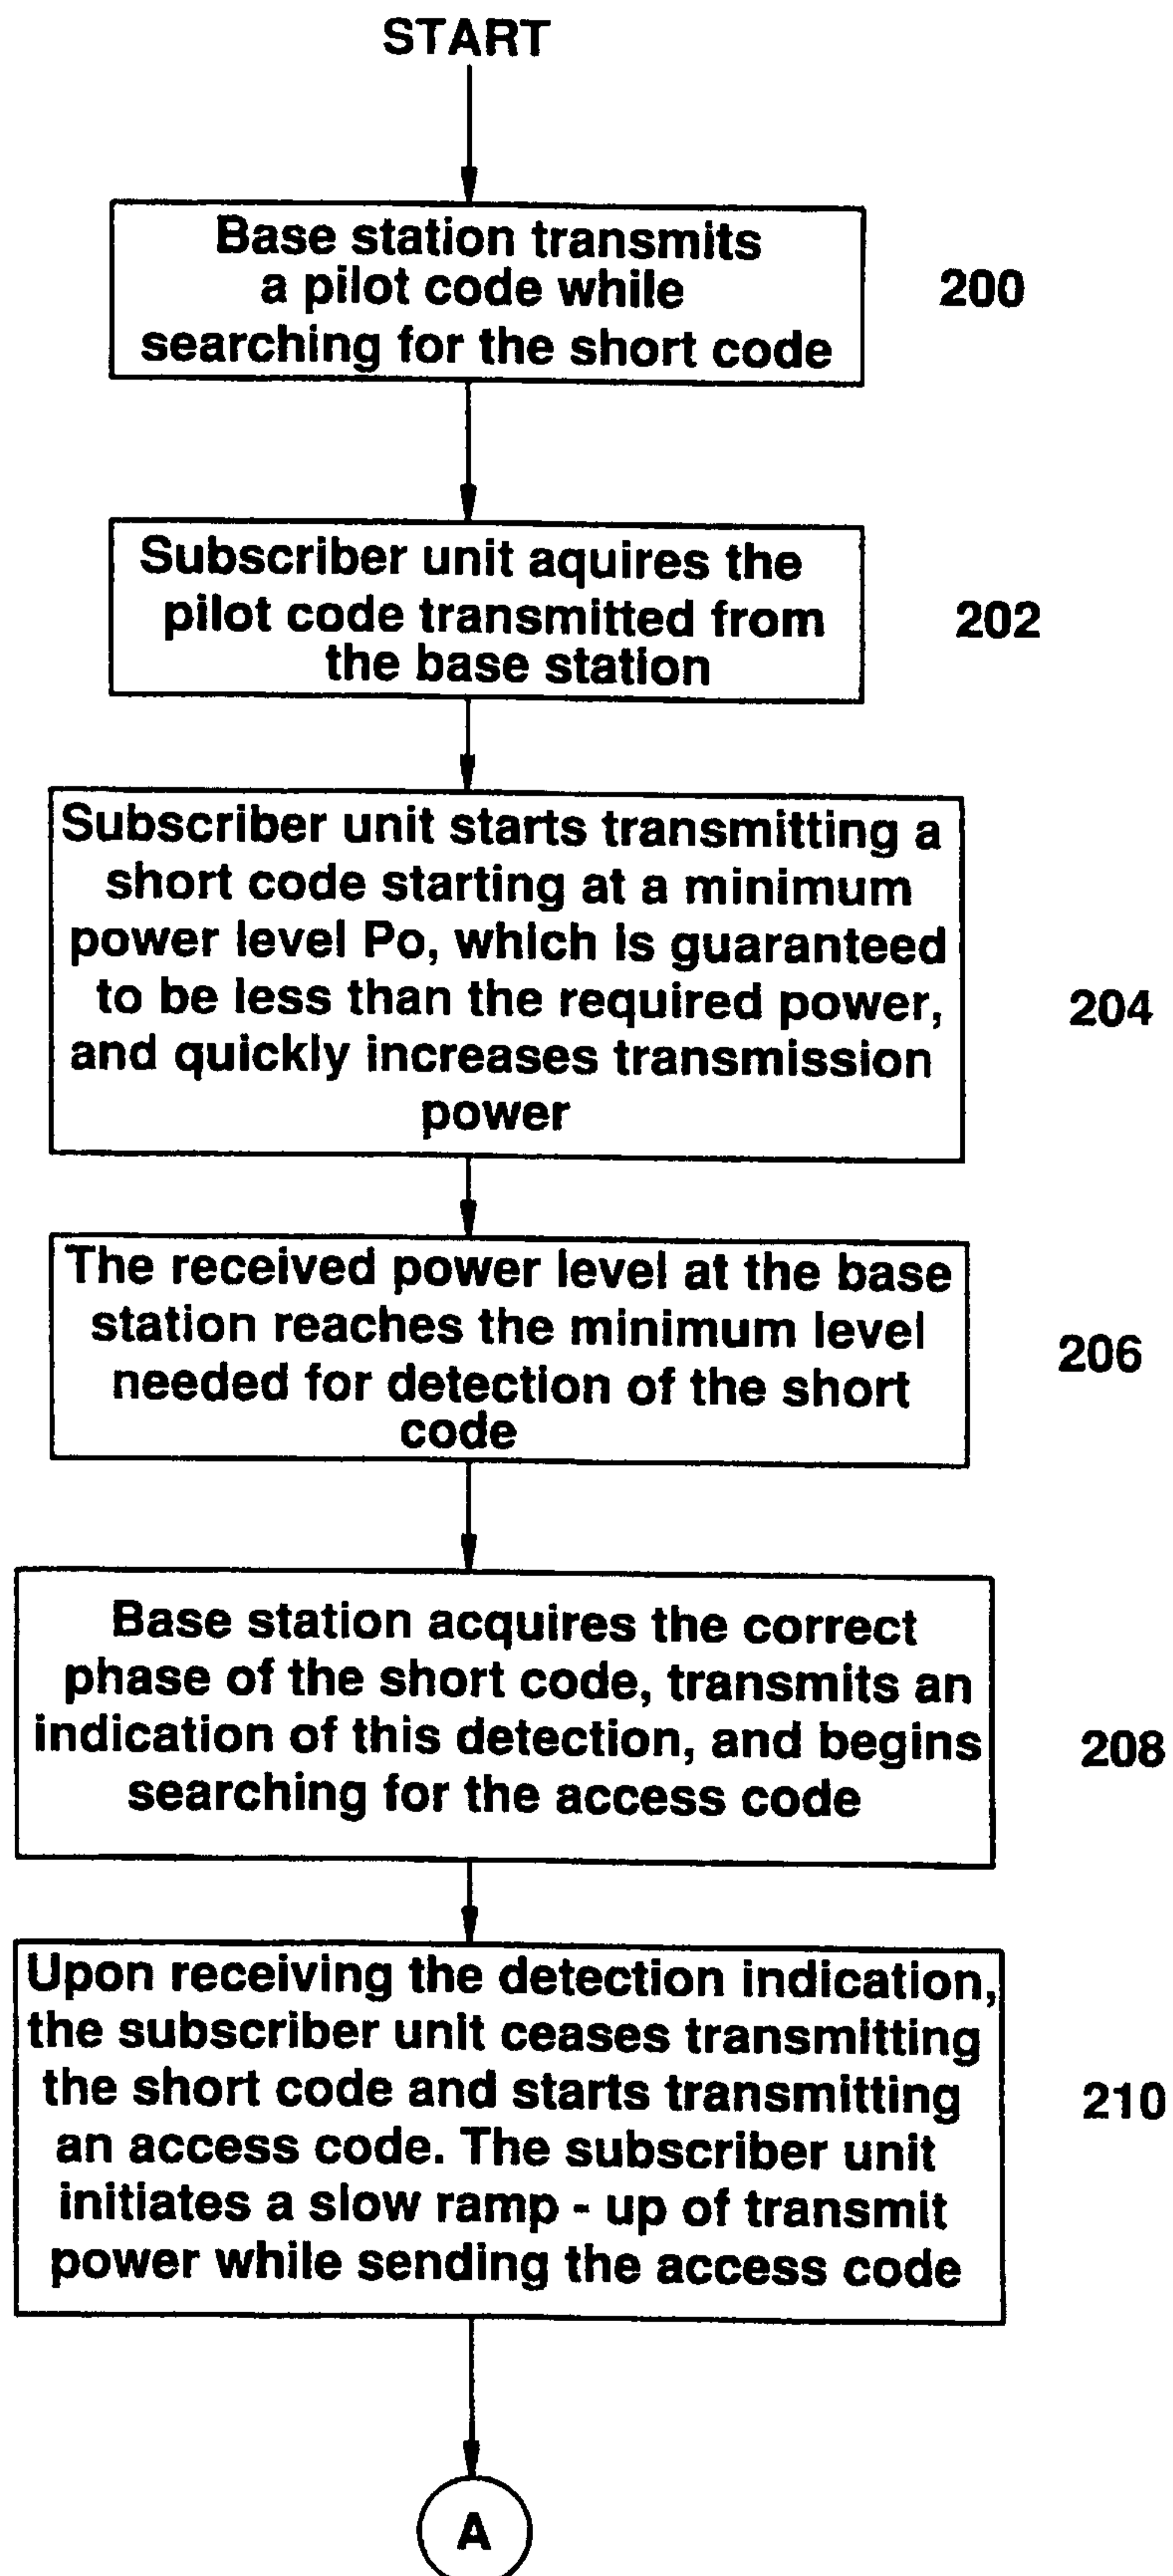 START
Base station transmits
a pilot code while
searching for the short code
200
Subscriber unit aquires the
pilot code transmitted from
the base station
202
Subscriber unit starts transmitting a
short code starting at a minimum
power level Po, which is guaranteed
to be less than the required power,
and quickly increases transmission
power
204
The received power level at the base
station reaches the minimum level
needed for detection of the short
code
206
Base station acquires the correct
phase of the short code, transmits an
indication of this detection, and begins
searching for the access code
208
Upon receiving the detection indication,
the subscriber unit ceases transmitting
the short code and starts transmitting
an access code. The subscriber unit
initiates a slow ramp - up of transmit
power while sending the access code
210
A